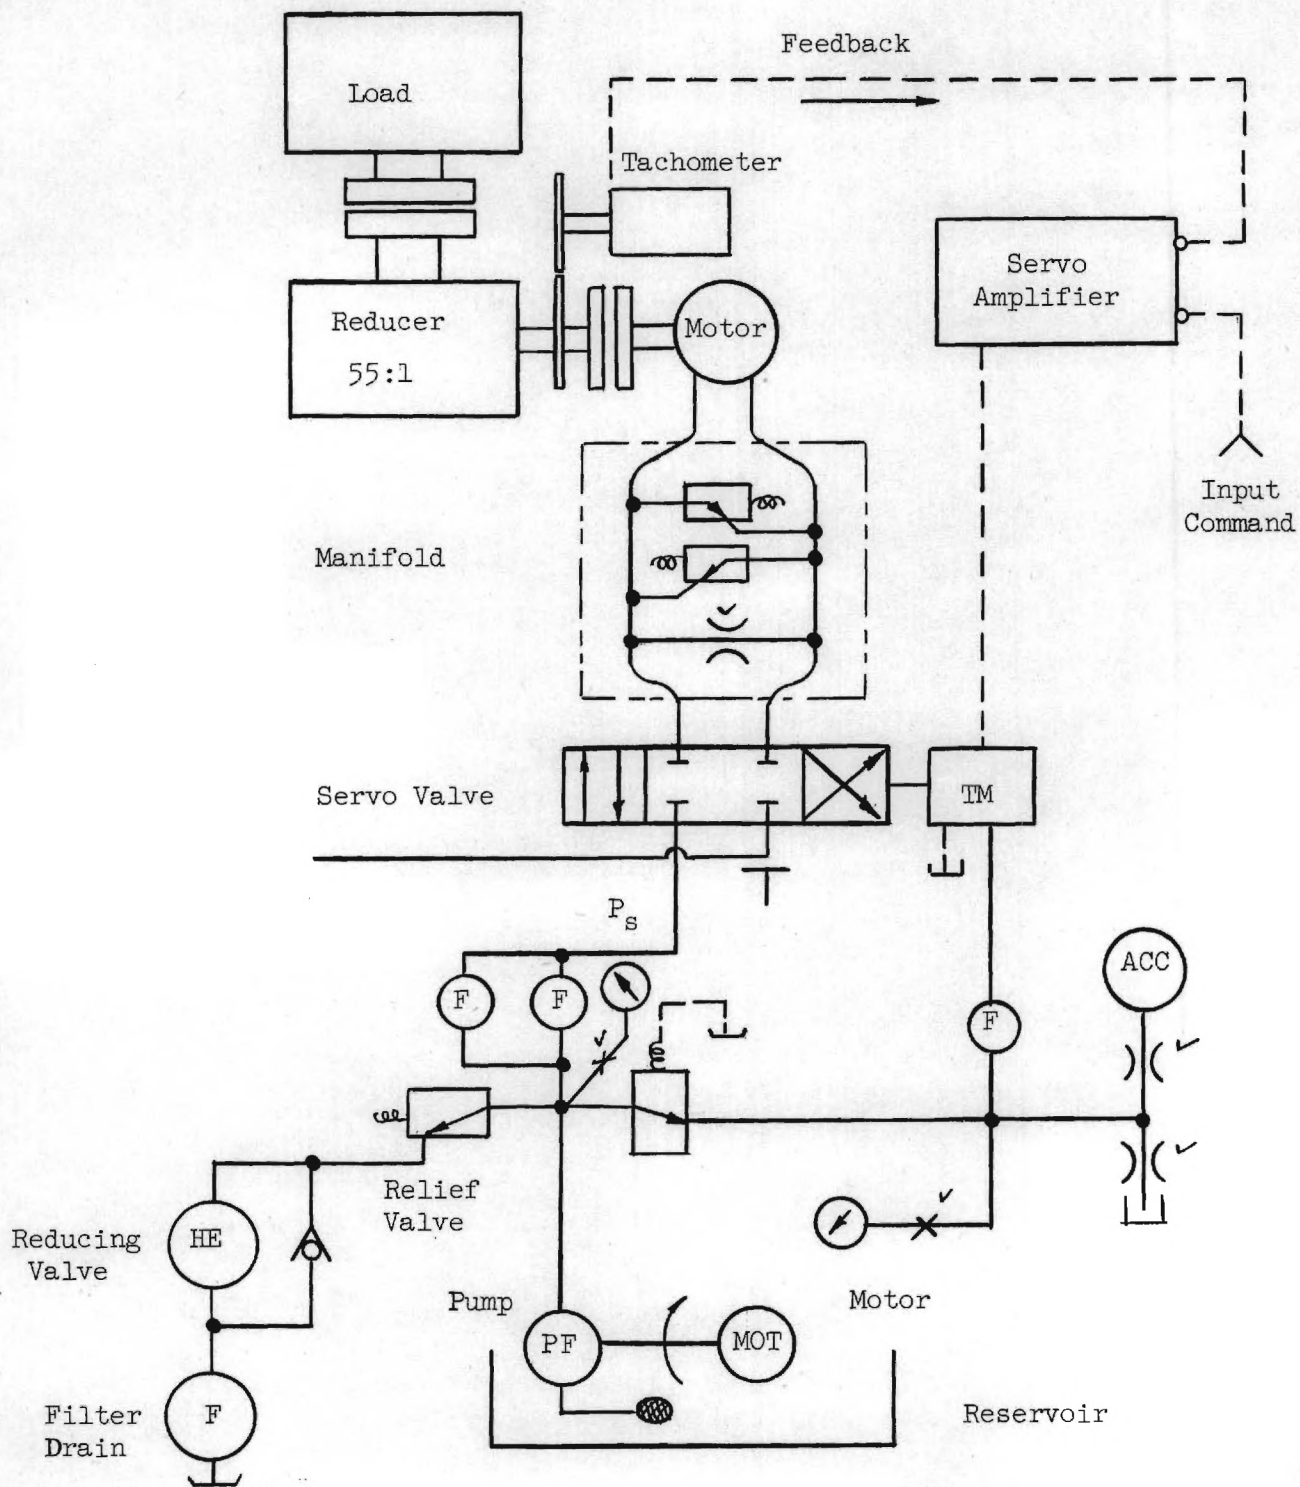 Feedback
Load
Tachometer
Servo
Amplifier
Reducer
55:1
Motor
Input
Command
Manifold
Servo Valve
TM
Ps
ACC
F
F
F
Relief
Valve
Reducing
Valve
HE
Pump
Motor
PF
MOT
Filter
Drain
F
Reservoir